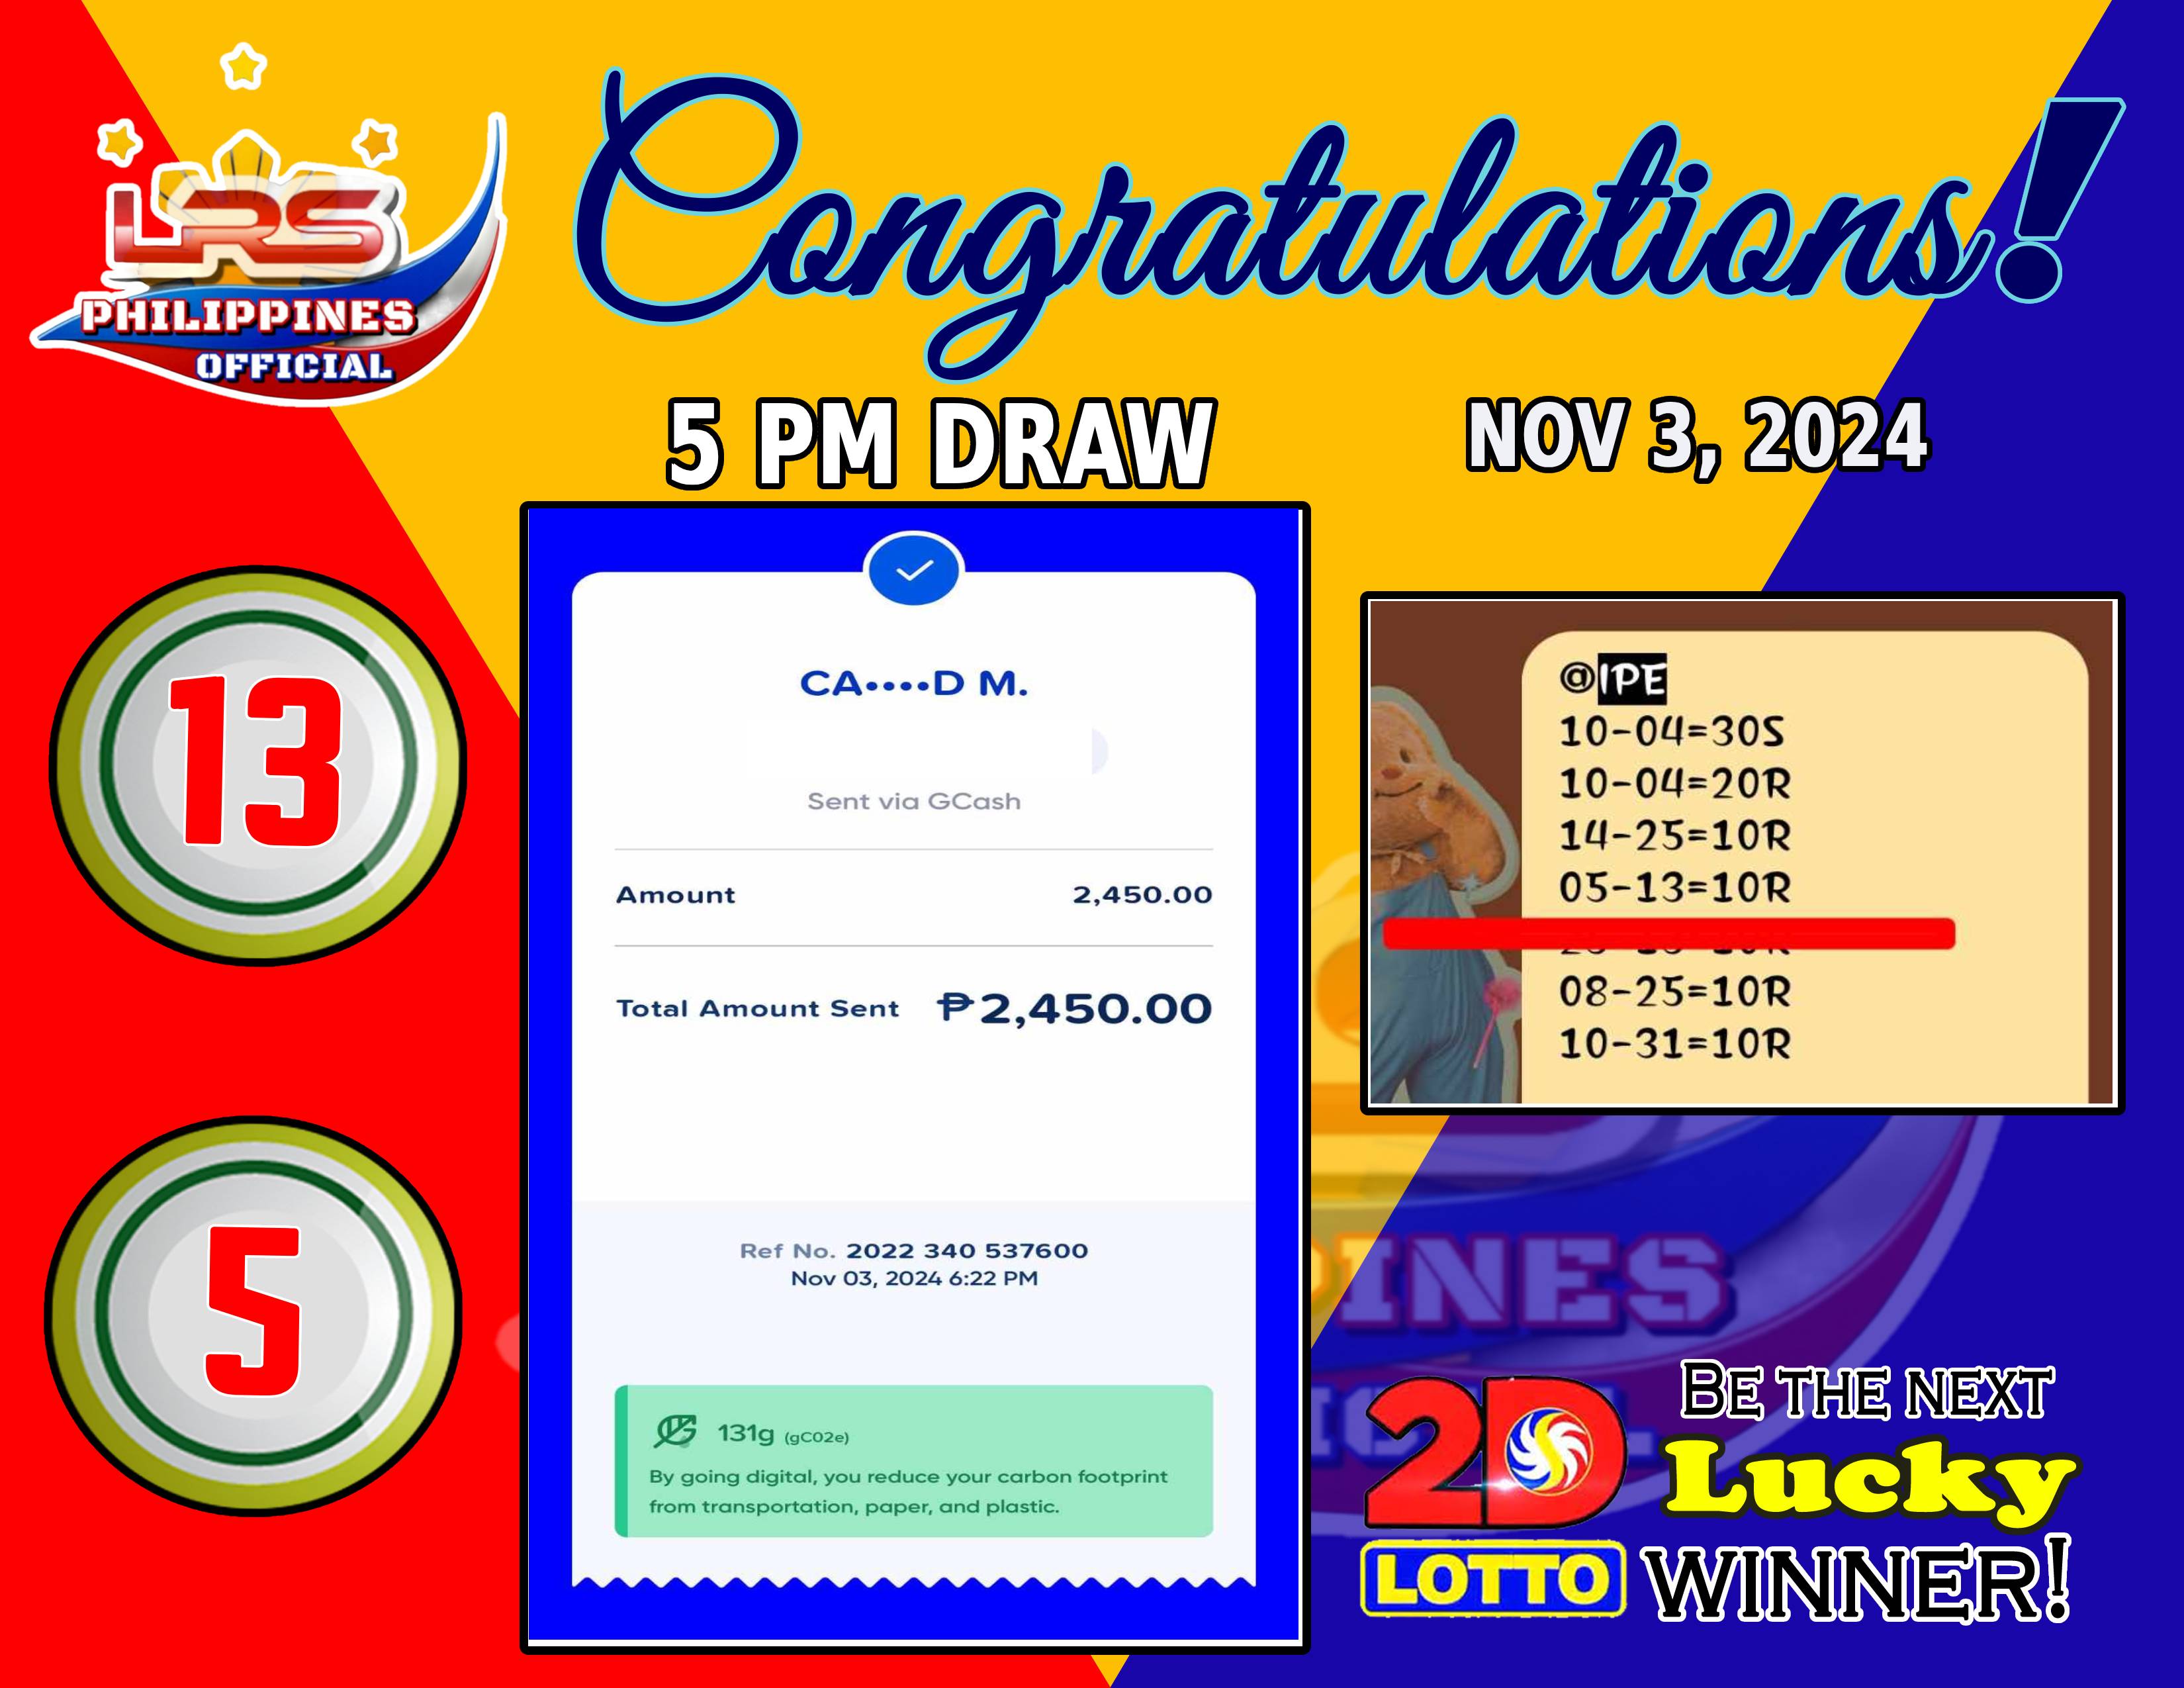 LRS
PHILIPPINES
OFFICIAL
Congratulations!
5 PM DRAW
NOV 3, 2024
13
5
CA••••D M.
Sent via GCash
Amount 2,450.00
Total Amount Sent ₱2,450.00
Ref No. 2022 340 537600
Nov 03, 2024 6:22 PM
131g (gC02e)
By going digital, you reduce your carbon footprint
from transportation, paper, and plastic.
@IPE
10-04=30S
10-04=20R
14-25=10R
05-13=10R
08-25=10R
10-31=10R
2D
LOTTO
BE THE NEXT
Lucky
WINNER!